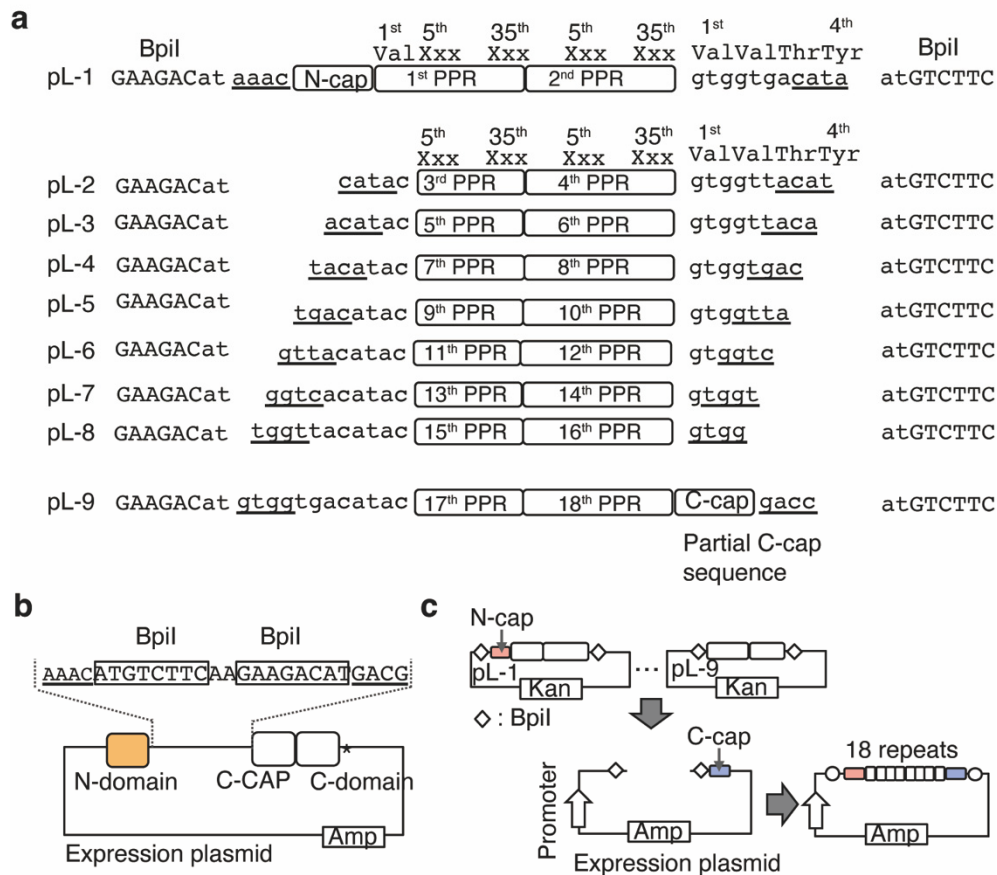 a
BpiI
1st 5th 35th 5th 35th 1st 4th
Val Xxx Xxx Xxx Xxx ValValThrTyr
BpiI
pL-1 GAAGACat aaac N-cap 1st PPR 2nd PPR gtggtgacata atGTCTTC
5th 35th 5th 35th 1st 4th
Xxx Xxx Xxx Xxx ValValThrTyr
pL-2 GAAGACat catac 3rd PPR 4th PPR gtggttacat atGTCTTC
pL-3 GAAGACat acatac 5th PPR 6th PPR gtggttaca atGTCTTC
pL-4 GAAGACat tacatac 7th PPR 8th PPR gtggtgac atGTCTTC
pL-5 GAAGACat tgacatac 9th PPR 10th PPR gtggtta atGTCTTC
pL-6 GAAGACat gttacatac 11th PPR 12th PPR gtggtc atGTCTTC
pL-7 GAAGACat ggtcacatac 13th PPR 14th PPR gtggt atGTCTTC
pL-8 GAAGACat tggttacatac 15th PPR 16th PPR gtgg atGTCTTC
pL-9 GAAGACat gtggtgacatac 17th PPR 18th PPR C-cap gacc atGTCTTC
Partial C-cap
sequence
b
BpiI BpiI
AAACATGTCTTCAAGAAGACATGACG
N-domain C-CAP C-domain
*
Amp
Expression plasmid
c
N-cap
pL-1 ... pL-9
Kan Kan
: BpiI
C-cap
18 repeats
Promoter
Amp Amp
Expression plasmid